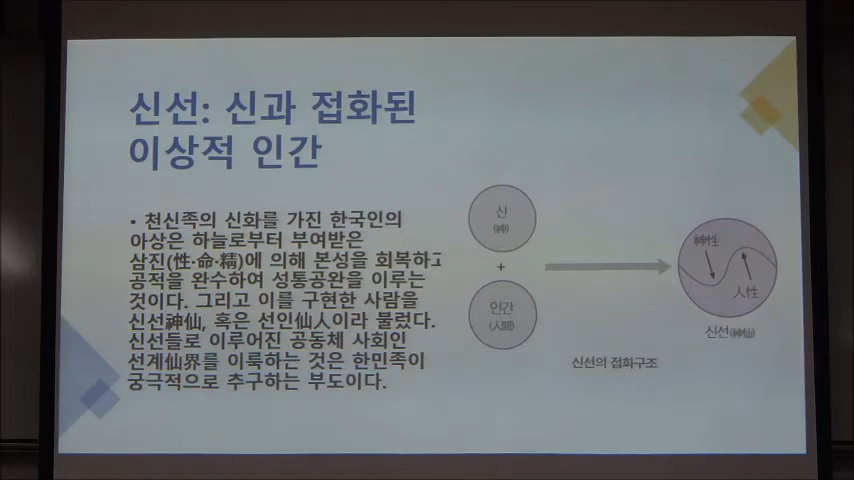 신선: 신과 접화된
이상적 인간
• 천신족의 신화를 가진 한국인의
아상은 하늘로부터 부여받은
삼진(性·命·精)에 의해 본성을 회복하고
공적을 완수하여 성통공완을 이루는
것이다. 그리고 이를 구현한 사람을
신선神仙, 혹은 선인仙人이라 불렀다.
신선들로 이루어진 공동체 사회인
선계仙界를 이룩하는 것은 한민족이
궁극적으로 추구하는 부도이다.
신
(神)
+
인간
(人間)
神性
人性
신선(神仙)
신선의 접화구조